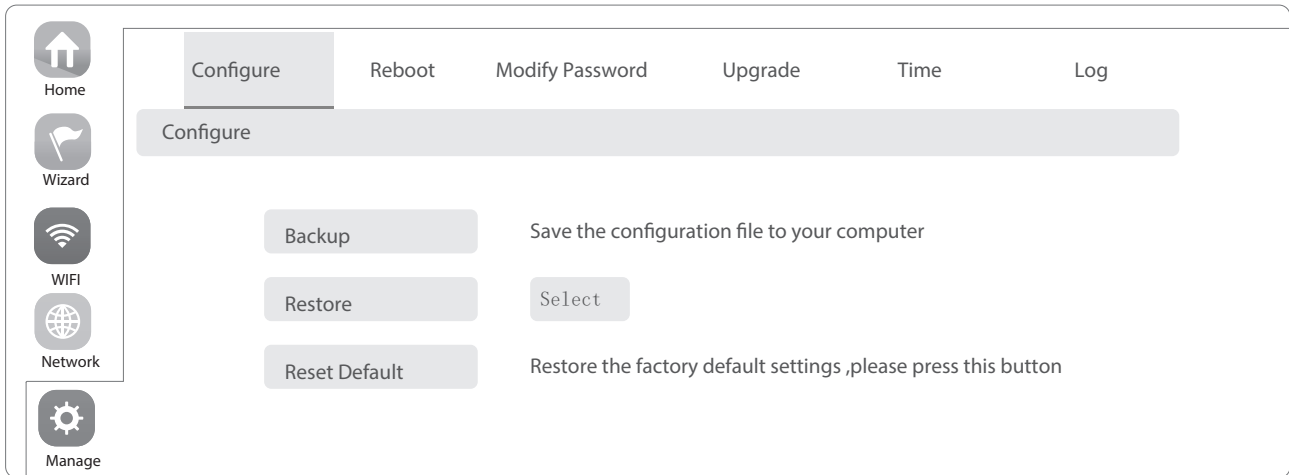 Home
Wizard
WIFI
Network
Manage
Configure Reboot Modify Password Upgrade Time Log
Configure
Backup Save the configuration file to your computer
Restore Select
Reset Default Restore the factory default settings ,please press this button